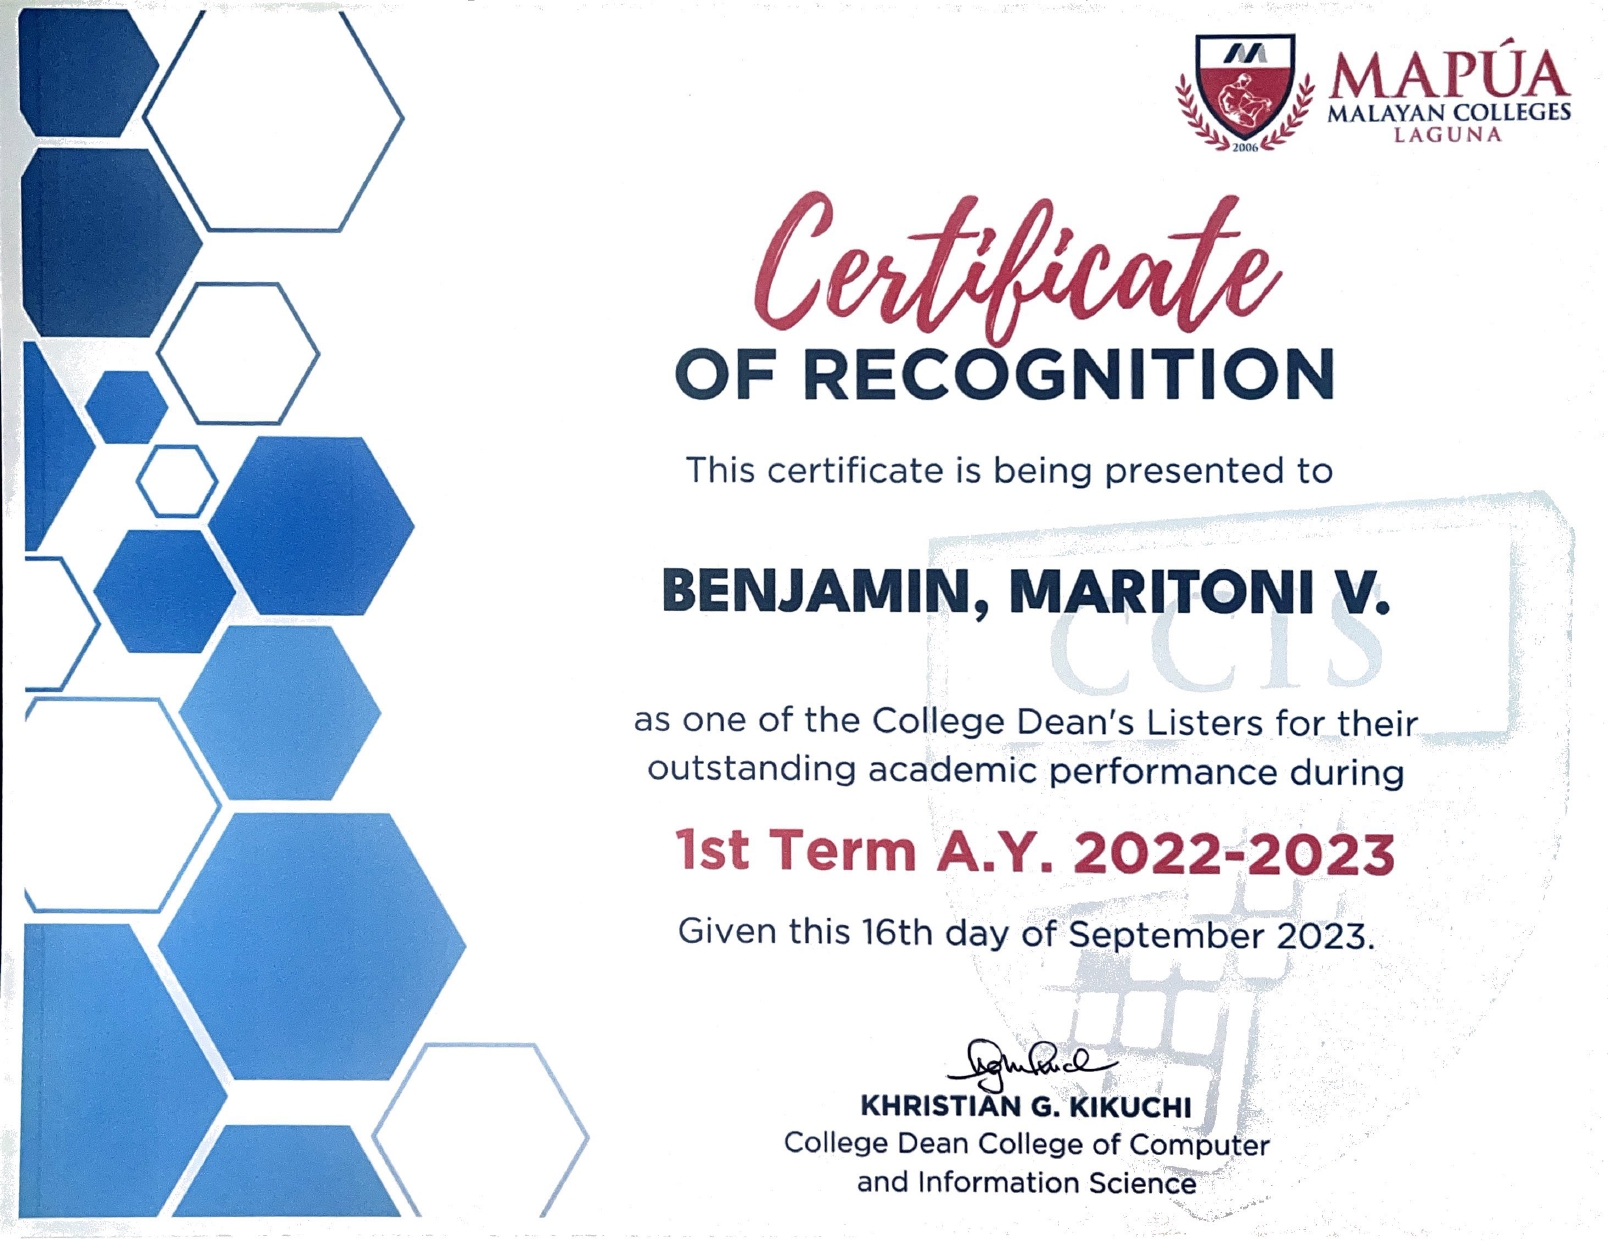 MAPÚA
MALAYAN COLLEGES
LAGUNA
2006
Certificate
OF RECOGNITION
This certificate is being presented to
CCIS
BENJAMIN, MARITONI V.
as one of the College Dean's Listers for their
outstanding academic performance during
1st Term A.Y. 2022-2023
Given this 16th day of September 2023.
KHRISTIAN G. KIKUCHI
College Dean College of Computer
and Information Science